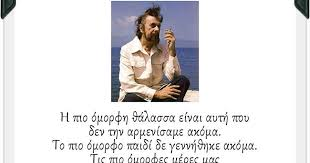 Η πιο όμορφη θάλασσα είναι αυτή που
δεν την αρμενίσαμε ακόμα.
Το πιο όμορφο παιδί δε γεννήθηκε ακόμα.
Τις πιο όμορφες μέρες μας